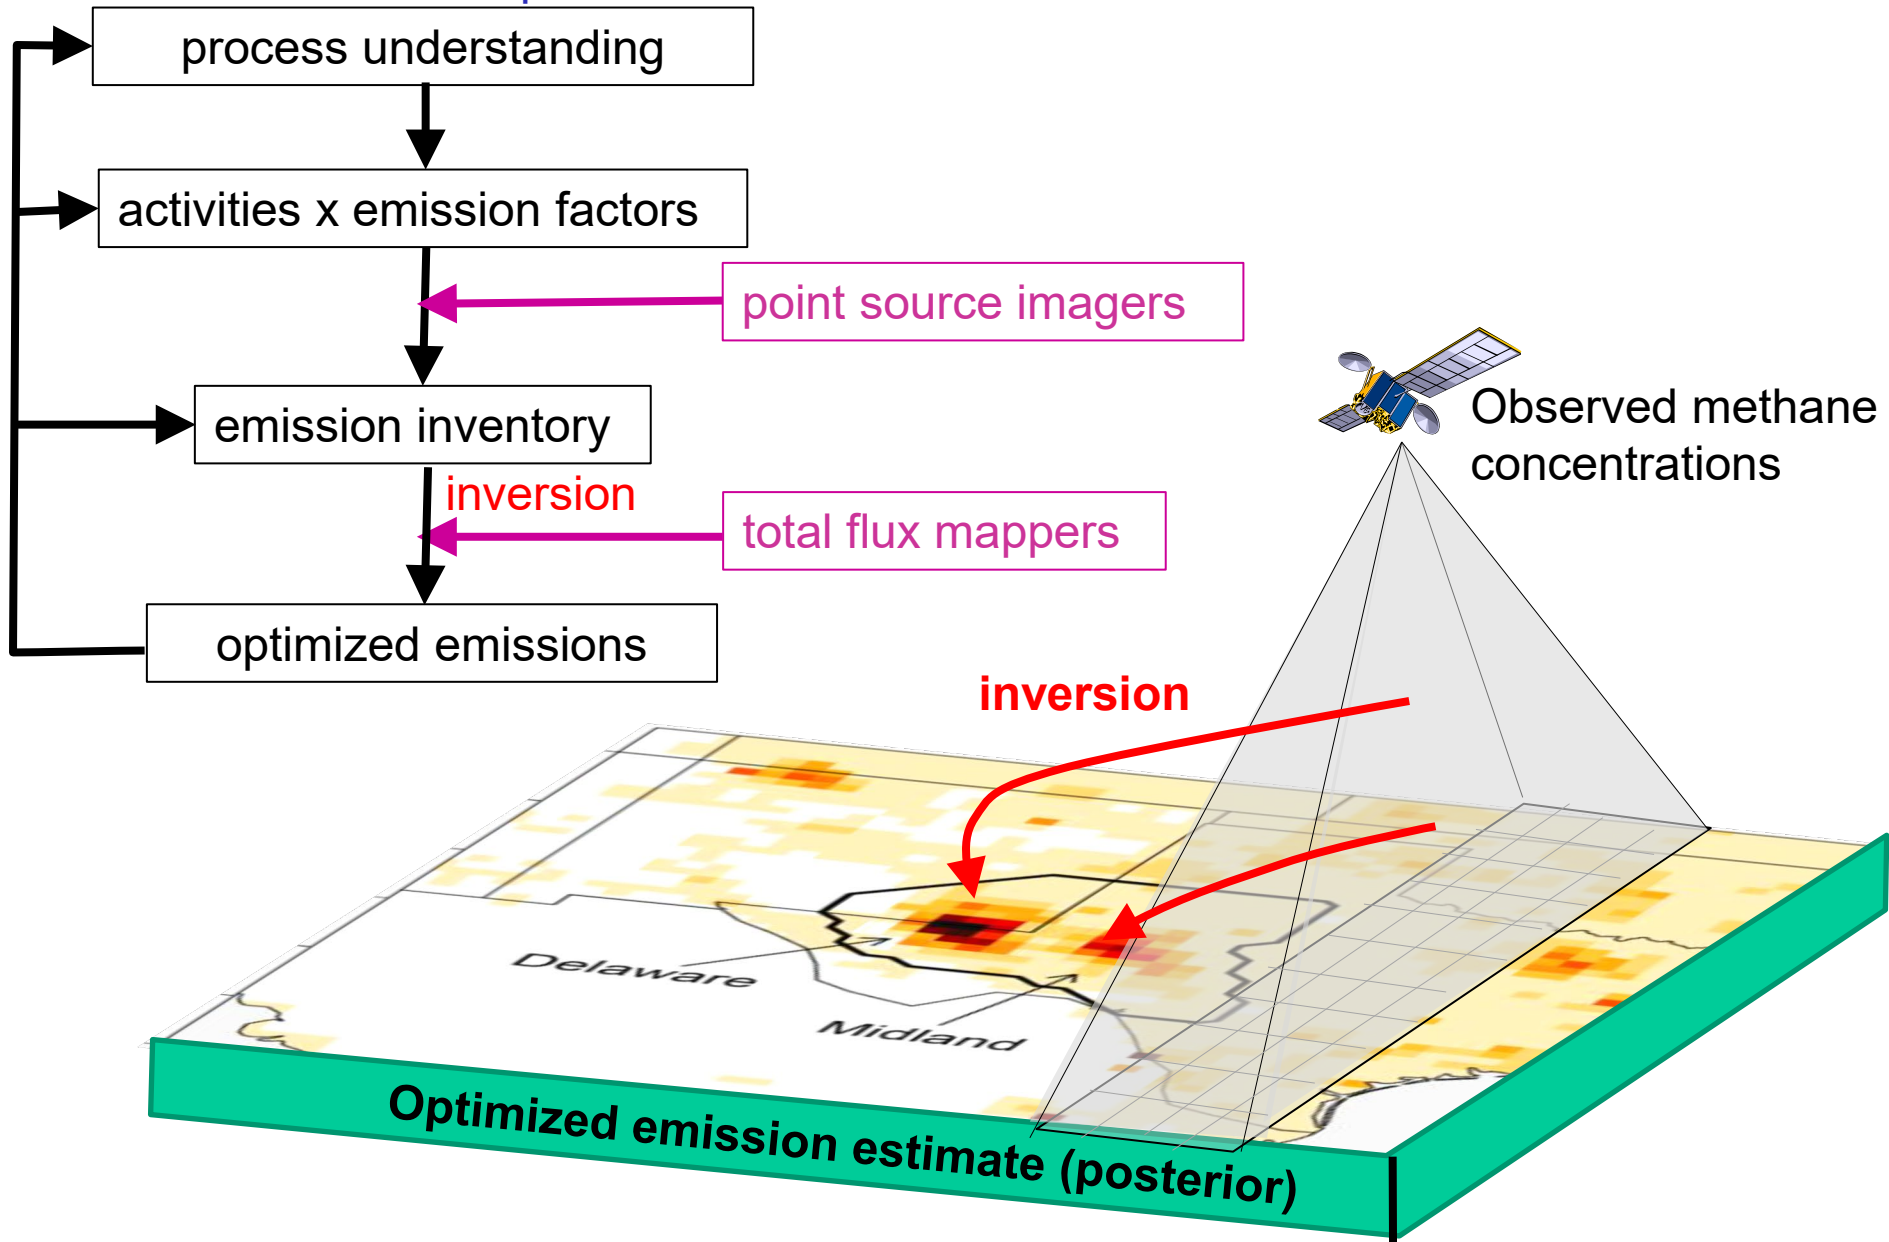 process understanding
activities x emission factors
point source imagers
emission inventory
inversion
total flux mappers
optimized emissions
Observed methane
concentrations
inversion
Delaware
Midland
Optimized emission estimate (posterior)